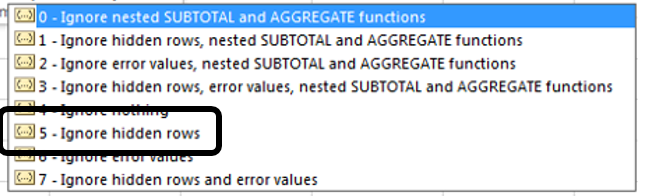 0 - Ignore nested SUBTOTAL and AGGREGATE functions
1 - Ignore hidden rows, nested SUBTOTAL and AGGREGATE functions
2 - Ignore error values, nested SUBTOTAL and AGGREGATE functions
3 - Ignore hidden rows, error values, nested SUBTOTAL and AGGREGATE functions
4 - Ignore nothing
5 - Ignore hidden rows
6 - Ignore error values
7 - Ignore hidden rows and error values